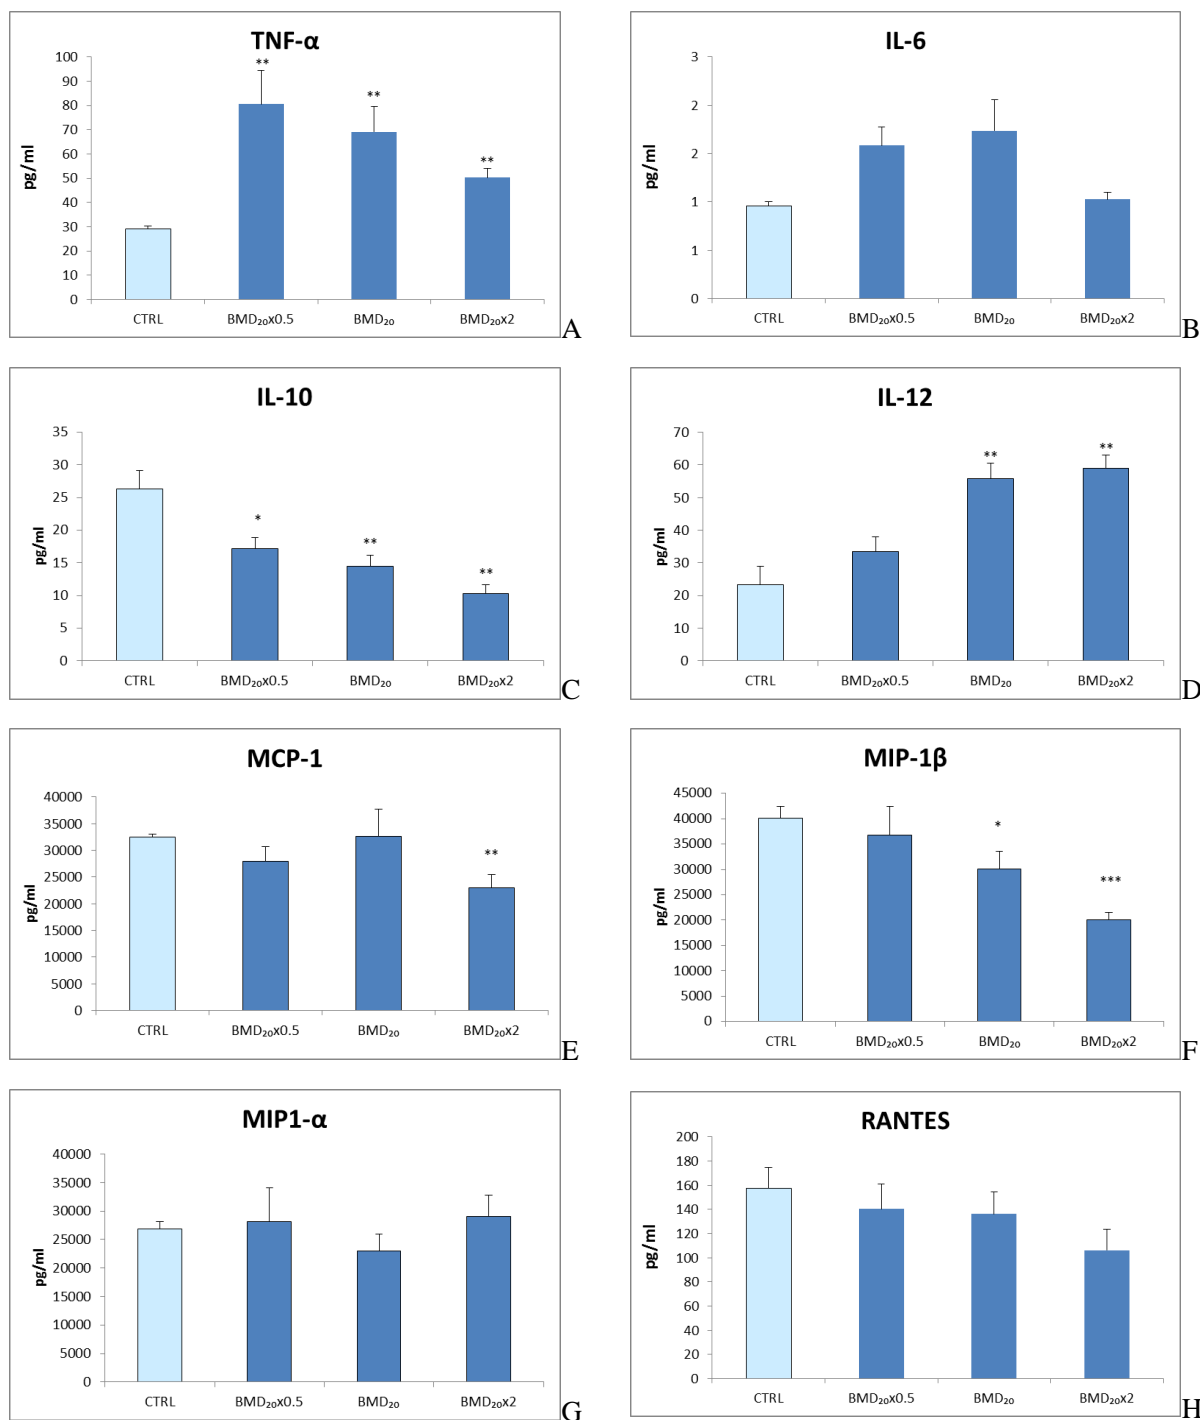 TNF-α
100
90
80
70
60
50
40
30
20
10
0
pg/ml
**
**
**
CTRL BMD₂₀x0.5 BMD₂₀ BMD₂₀x2
A
IL-6
3
2
2
1
1
0
pg/ml
CTRL BMD₂₀x0.5 BMD₂₀ BMD₂₀x2
B
IL-10
35
30
25
20
15
10
5
0
pg/ml
*
**
**
CTRL BMD₂₀x0.5 BMD₂₀ BMD₂₀x2
C
IL-12
70
60
50
40
30
20
10
0
pg/ml
**
**
CTRL BMD₂₀x0.5 BMD₂₀ BMD₂₀x2
D
MCP-1
40000
35000
30000
25000
20000
15000
10000
5000
0
pg/ml
**
CTRL BMD₂₀x0.5 BMD₂₀ BMD₂₀x2
E
MIP-1β
45000
40000
35000
30000
25000
20000
15000
10000
5000
0
pg/ml
*
***
CTRL BMD₂₀x0.5 BMD₂₀ BMD₂₀x2
F
MIP1-α
40000
35000
30000
25000
20000
15000
10000
5000
0
pg/ml
CTRL BMD₂₀x0.5 BMD₂₀ BMD₂₀x2
G
RANTES
200
180
160
140
120
100
80
60
40
20
0
pg/ml
CTRL BMD₂₀x0.5 BMD₂₀ BMD₂₀x2
H